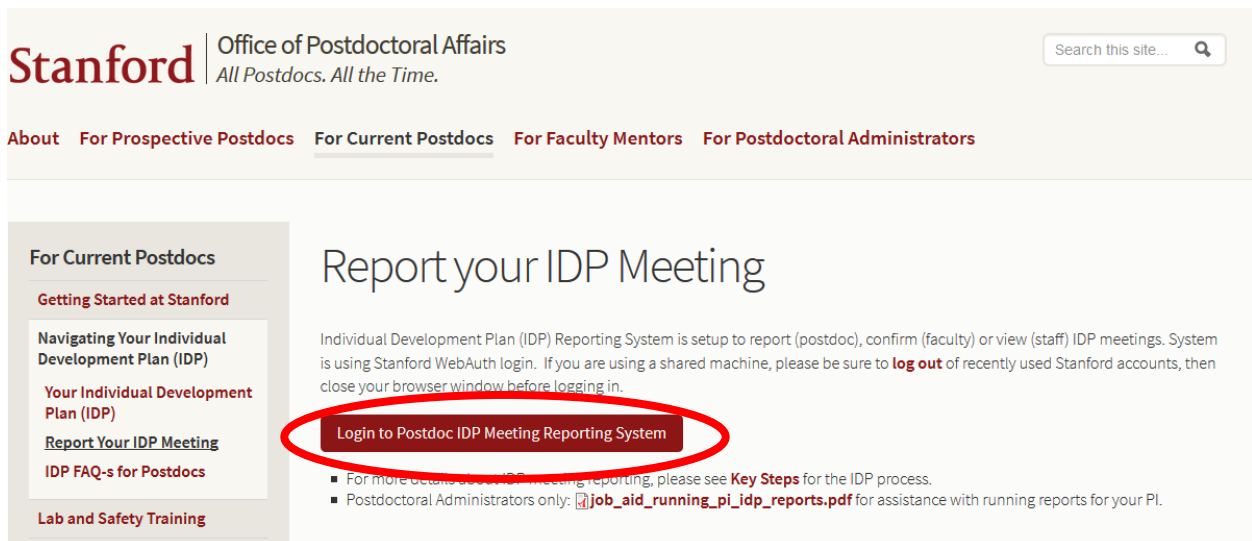 Stanford
Office of Postdoctoral Affairs
All Postdocs. All the Time.
Search this site...
About For Prospective Postdocs For Current Postdocs For Faculty Mentors For Postdoctoral Administrators
For Current Postdocs
Getting Started at Stanford
Navigating Your Individual
Development Plan (IDP)
Your Individual Development
Plan (IDP)
Report Your IDP Meeting
IDP FAQ-s for Postdocs
Lab and Safety Training
Report your IDP Meeting
Individual Development Plan (IDP) Reporting System is setup to report (postdoc), confirm (faculty) or view (staff) IDP meetings. System
is using Stanford WebAuth login. If you are using a shared machine, please be sure to log out of recently used Stanford accounts, then
close your browser window before logging in.
Login to Postdoc IDP Meeting Reporting System
For more details about IDP meeting reporting, please see Key Steps for the IDP process.
Postdoctoral Administrators only: job_aid_running_pi_idp_reports.pdf for assistance with running reports for your PI.